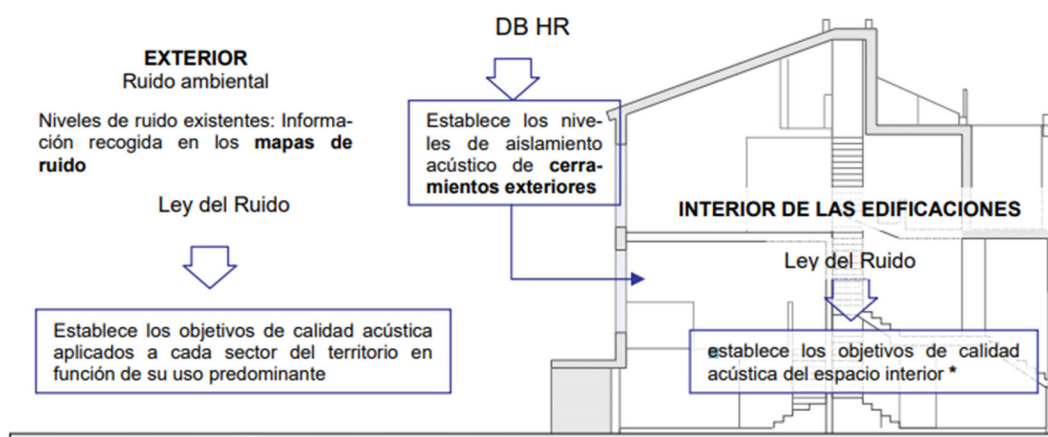 EXTERIOR
Ruido ambiental
Niveles de ruido existentes: Informa-
ción recogida en los mapas de
ruido
Ley del Ruido
Establece los objetivos de calidad acústica
aplicados a cada sector del territorio en
función de su uso predominante
DB HR
Establece los nive-
les de aislamiento
acústico de cerra-
mientos exteriores
INTERIOR DE LAS EDIFICACIONES
Ley del Ruido
establece los objetivos de calidad
acústica del espacio interior *